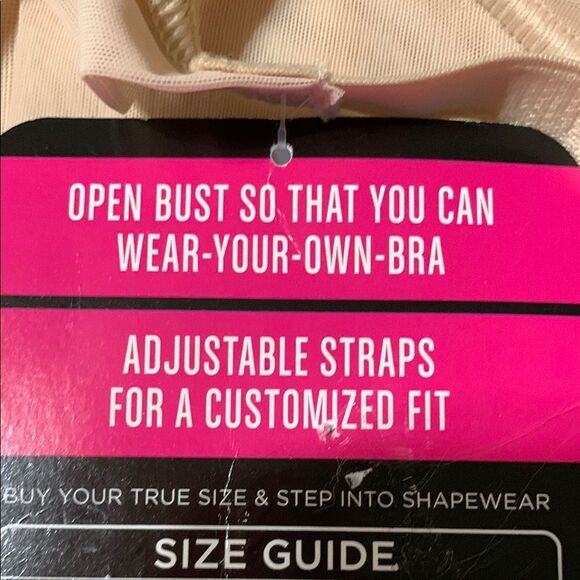 OPEN BUST SO THAT YOU CAN
WEAR-YOUR-OWN-BRA
ADJUSTABLE STRAPS
FOR A CUSTOMIZED FIT
BUY YOUR TRUE SIZE & STEP INTO SHAPEWEAR
SIZE GUIDE